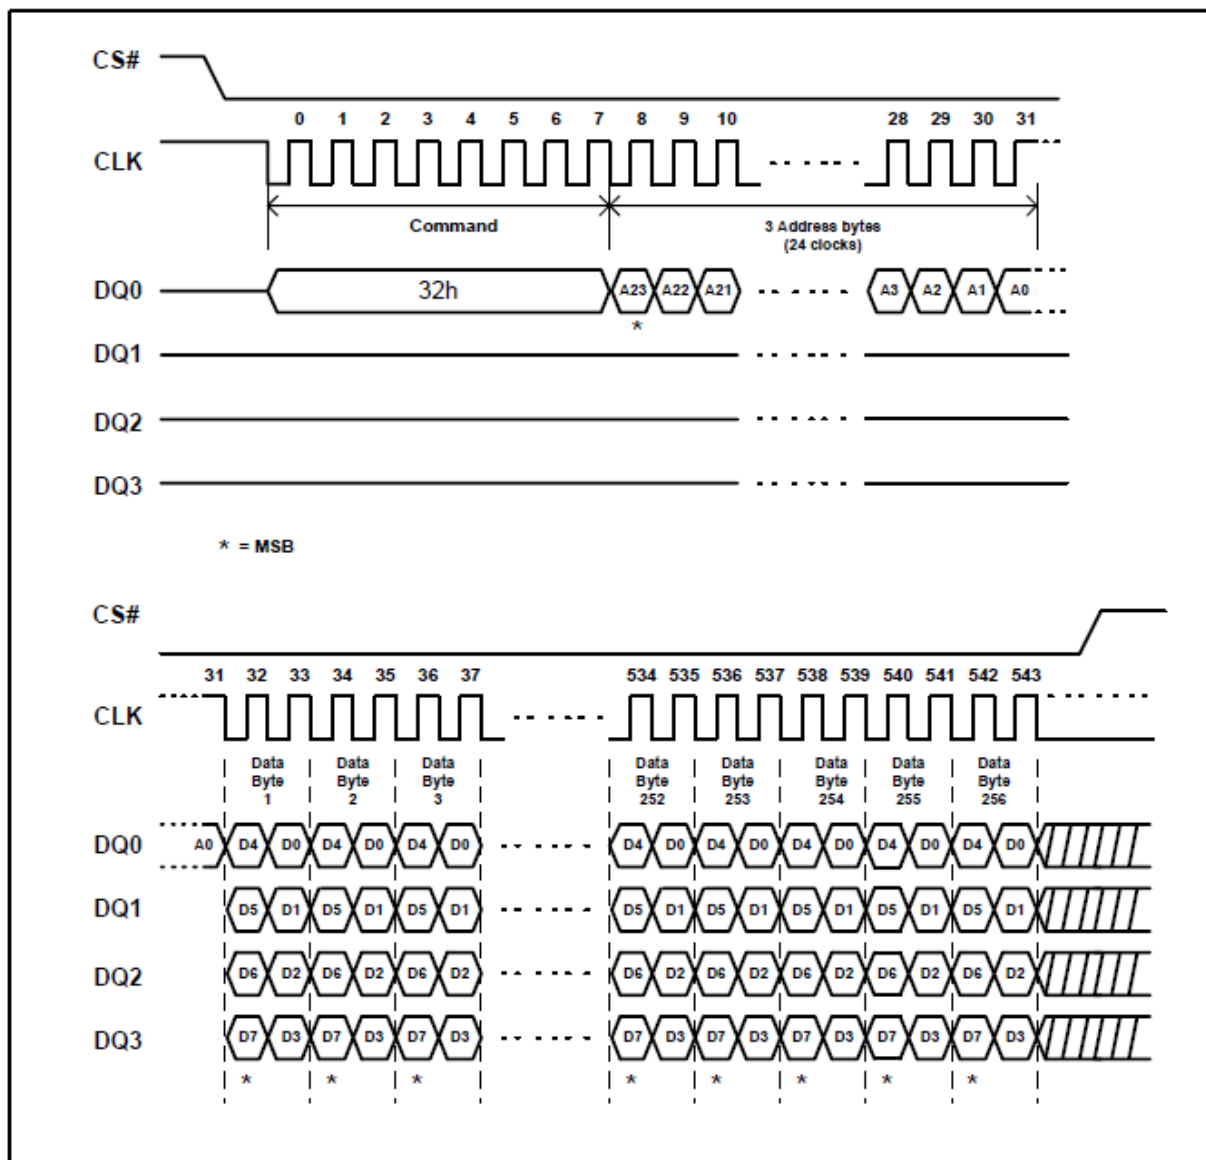 CS#
0 1 2 3 4 5 6 7 8 9 10 28 29 30 31
CLK
Command
3 Address bytes
(24 clocks)
DQ0 32h A23 A22 A21 A3 A2 A1 A0
*
DQ1
DQ2
DQ3
* = MSB
CS#
31 32 33 34 35 36 37 534 535 536 537 538 539 540 541 542 543
CLK
Data Data Data Data Data Data Data Data
Byte Byte Byte Byte Byte Byte Byte Byte
1 2 3 252 253 254 255 256
DQ0 A0 D4 D0 D4 D0 D4 D0 D4 D0 D4 D0 D4 D0 D4 D0 D4 D0
DQ1 D5 D1 D5 D1 D5 D1 D5 D1 D5 D1 D5 D1 D5 D1 D5 D1
DQ2 D6 D2 D6 D2 D6 D2 D6 D2 D6 D2 D6 D2 D6 D2 D6 D2
DQ3 D7 D3 D7 D3 D7 D3 D7 D3 D7 D3 D7 D3 D7 D3 D7 D3
* * * * * * * *